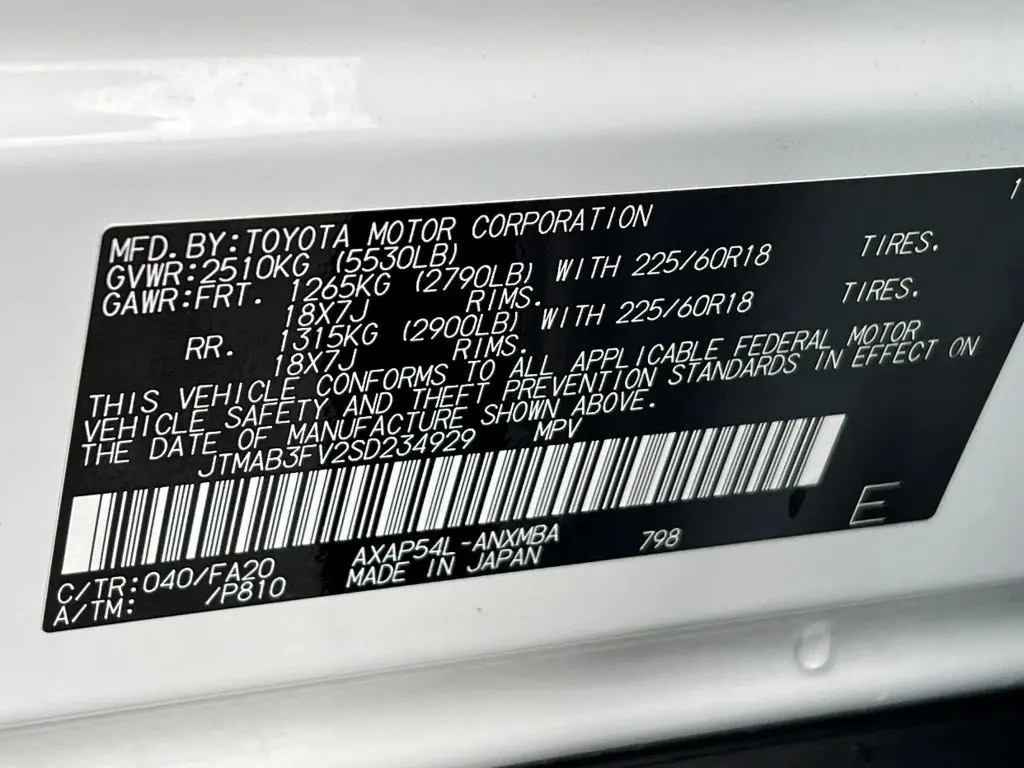 1
MFD.BY:TOYOTA MOTOR CORPORATION
GVWR:2510KG (5530LB)
GAWR:FRT. 1265KG (2790LB) WITH 225/60R18 TIRES.
18X7J RIMS.
RR. 1315KG (2900LB) WITH 225/60R18 TIRES.
18X7J RIMS.
THIS VEHICLE CONFORMS TO ALL APPLICABLE FEDERAL MOTOR
VEHICLE SAFETY AND THEFT PREVENTION STANDARDS IN EFFECT ON
THE DATE OF MANUFACTURE SHOWN ABOVE.
JTMAB3FV2SD234929 MPV
E
C/TR:040/FA20 AXAP54L-ANXMBA 798
A/TM: /P810 MADE IN JAPAN